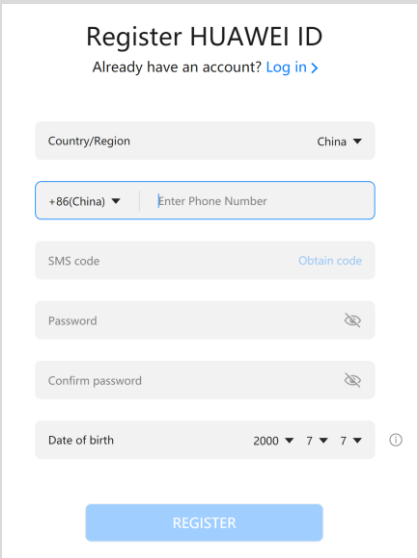 Register HUAWEI ID
Already have an account? Log in >
Country/Region China
+86(China) Enter Phone Number
SMS code Obtain code
Password
Confirm password
Date of birth 2000 7 7
REGISTER